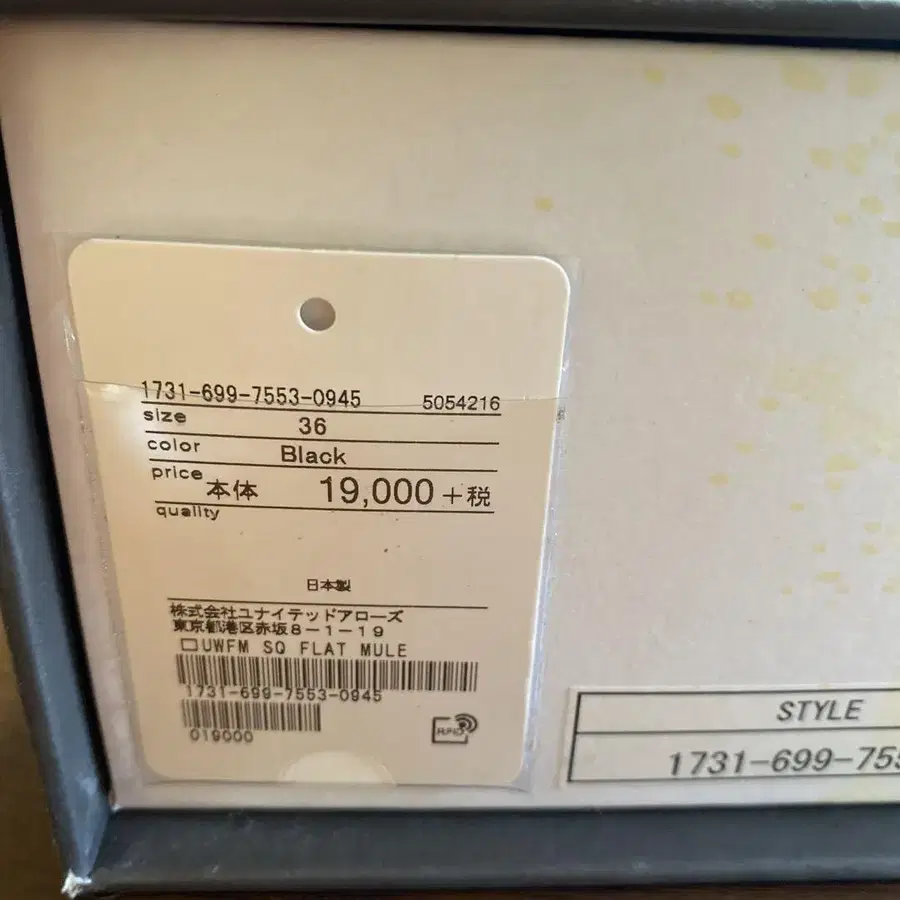 1731-699-7553-0945 5054216
size 36
color Black
price 本体 19,000+税
quality
日本製
株式会社ユナイテッドアローズ
東京都港区赤坂8-1-19
□UWFM SQ FLAT MULE
1731-699-7553-0945
019000
RFID
STYLE
1731-699-755